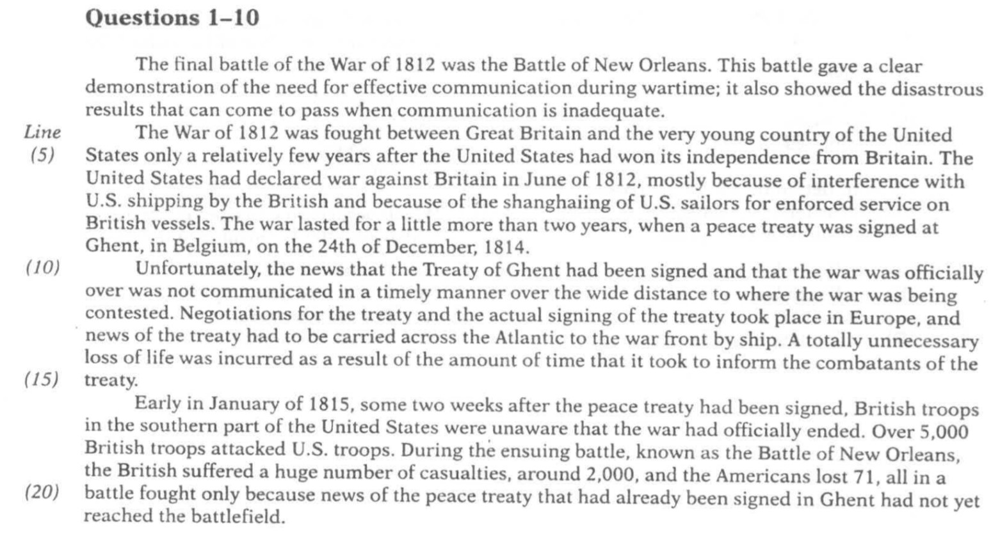 Questions 1–10
The final battle of the War of 1812 was the Battle of New Orleans. This battle gave a clear
demonstration of the need for effective communication during wartime; it also showed the disastrous
results that can come to pass when communication is inadequate.
Line The War of 1812 was fought between Great Britain and the very young country of the United
(5) States only a relatively few years after the United States had won its independence from Britain. The
United States had declared war against Britain in June of 1812, mostly because of interference with
U.S. shipping by the British and because of the shanghaiing of U.S. sailors for enforced service on
British vessels. The war lasted for a little more than two years, when a peace treaty was signed at
Ghent, in Belgium, on the 24th of December, 1814.
(10) Unfortunately, the news that the Treaty of Ghent had been signed and that the war was officially
over was not communicated in a timely manner over the wide distance to where the war was being
contested. Negotiations for the treaty and the actual signing of the treaty took place in Europe, and
news of the treaty had to be carried across the Atlantic to the war front by ship. A totally unnecessary
loss of life was incurred as a result of the amount of time that it took to inform the combatants of the
(15) treaty.
Early in January of 1815, some two weeks after the peace treaty had been signed, British troops
in the southern part of the United States were unaware that the war had officially ended. Over 5,000
British troops attacked U.S. troops. During the ensuing battle, known as the Battle of New Orleans,
the British suffered a huge number of casualties, around 2,000, and the Americans lost 71, all in a
(20) battle fought only because news of the peace treaty that had already been signed in Ghent had not yet
reached the battlefield.